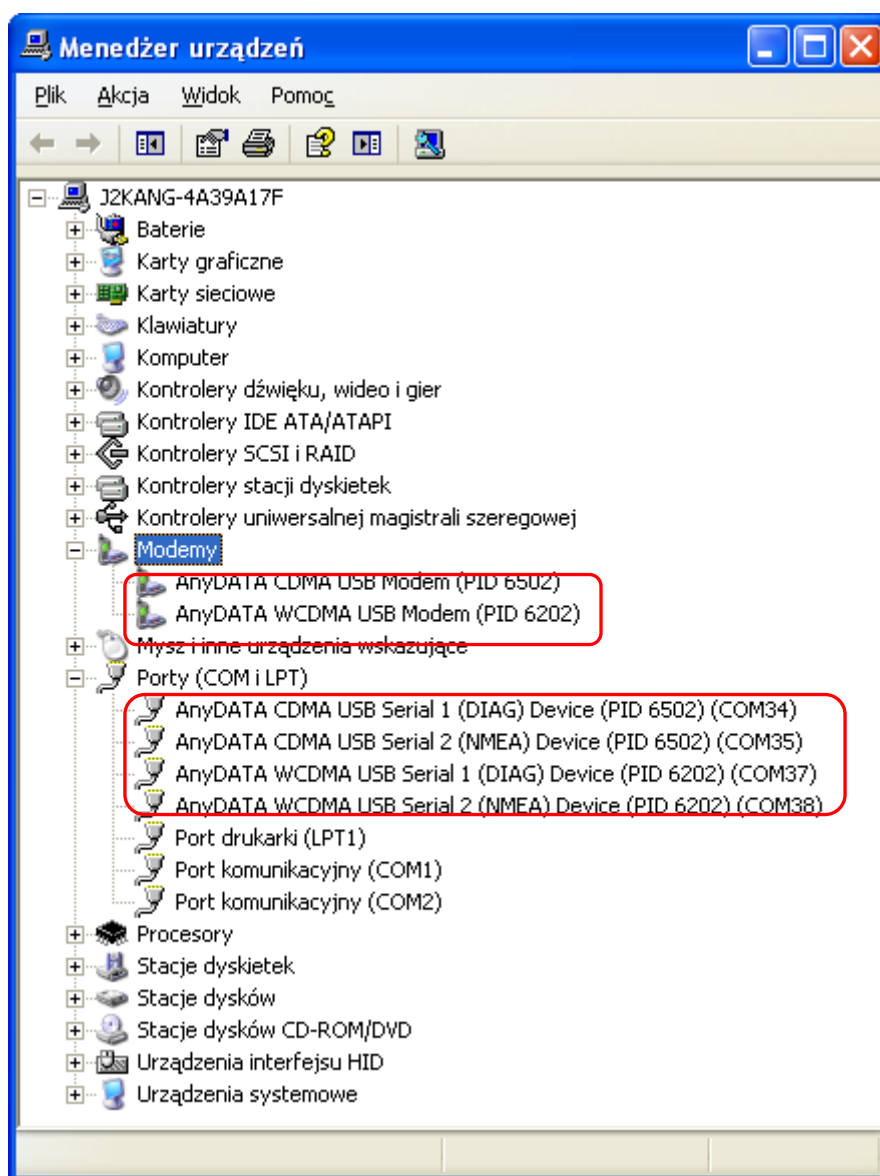 Menedżer urządzeń
Plik Akcja Widok Pomoc
J2KANG-4A39A17F
Baterie
Karty graficzne
Karty sieciowe
Klawiatury
Komputer
Kontrolery dźwięku, wideo i gier
Kontrolery IDE ATA/ATAPI
Kontrolery SCSI i RAID
Kontrolery stacji dyskietek
Kontrolery uniwersalnej magistrali szeregowej
Modemy
AnyDATA CDMA USB Modem (PID 6502)
AnyDATA WCDMA USB Modem (PID 6202)
Mysz i inne urządzenia wskazujące
Porty (COM i LPT)
AnyDATA CDMA USB Serial 1 (DIAG) Device (PID 6502) (COM34)
AnyDATA CDMA USB Serial 2 (NMEA) Device (PID 6502) (COM35)
AnyDATA WCDMA USB Serial 1 (DIAG) Device (PID 6202) (COM37)
AnyDATA WCDMA USB Serial 2 (NMEA) Device (PID 6202) (COM38)
Port drukarki (LPT1)
Port komunikacyjny (COM1)
Port komunikacyjny (COM2)
Procesory
Stacje dyskietek
Stacje dysków
Stacje dysków CD-ROM/DVD
Urządzenia interfejsu HID
Urządzenia systemowe